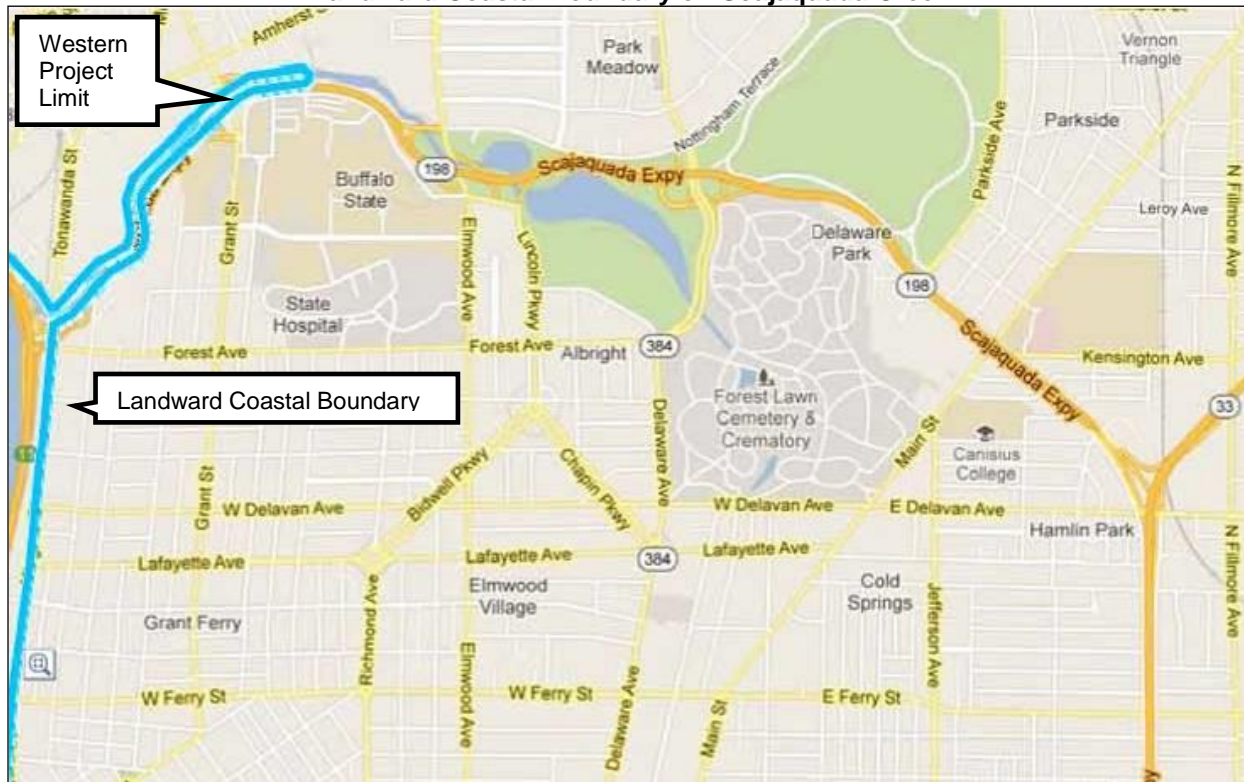 Western
Project
Limit
Amherst
Park
Meadow
Vernon
Triangle
Nottingham Terrace
Parkside Ave
Parkside
N Fillmore Ave
Tonawanda St
Grant St
Buffalo
State
198
Scajaquada Expy
Leroy Ave
Elmwood Ave
Lincoln Pkwy
Delaware
Park
198
State
Hospital
Forest Ave
Forest Ave
Albright
384
Scajaquada Expy
Kensington Ave
Landward Coastal Boundary
Forest Lawn
Cemetery &
Crematory
33
Delaware Ave
Main St
Canisius
College
Grant St
Bidwell Pkwy
Chapin Pkwy
W Delavan Ave
W Delavan Ave
E Delavan Ave
Hamlin Park
Lafayette Ave
Lafayette Ave
384
Lafayette Ave
N Fillmore Ave
Elmwood
Village
Cold
Springs
Jefferson Ave
Grant Ferry
Richmond Ave
Elmwood Ave
Delaware Ave
Main St
W Ferry St
W Ferry St
E Ferry St